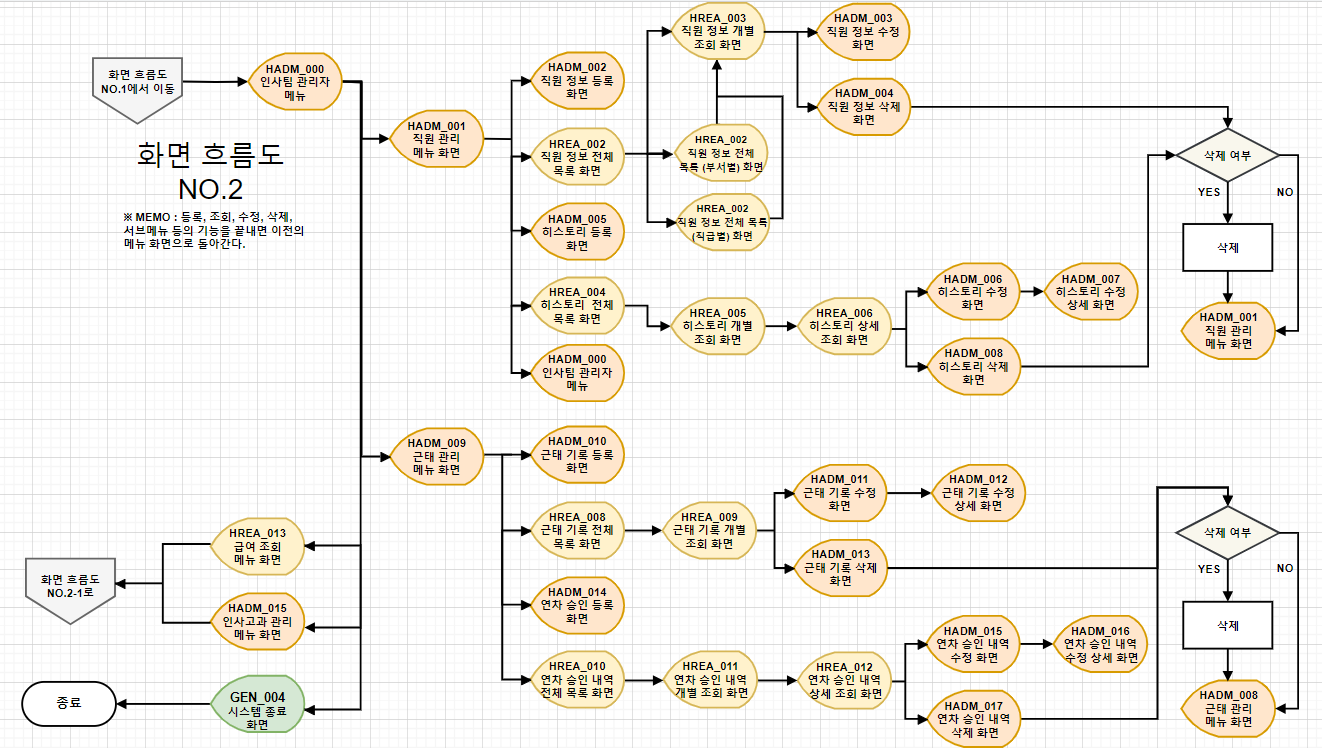 화면 흐름도
NO.1에서 이동
HADM_000
인사팀 관리자
메뉴
화면 흐름도
NO.2
※ MEMO : 등록, 조회, 수정, 삭제,
서브메뉴 등의 기능을 끝내면 이전의
메뉴 화면으로 돌아간다.
HADM_001
직원 관리
메뉴 화면
HADM_002
직원 정보 등록
화면
HREA_002
직원 정보 전체
목록 화면
HADM_005
히스토리 등록
화면
HREA_004
히스토리 전체
목록 화면
HADM_000
인사팀 관리자
메뉴
HREA_003
직원 정보 개별
조회 화면
HREA_002
직원 정보 전체
목록 (부서별) 화면
HREA_002
직원 정보 전체 목록
(직급별) 화면
HADM_003
직원 정보 수정
화면
HADM_004
직원 정보 삭제
화면
HREA_005
히스토리 개별
조회 화면
HREA_006
히스토리 상세
조회 화면
HADM_006
히스토리 수정
화면
HADM_007
히스토리 수정
상세 화면
HADM_008
히스토리 삭제
화면
삭제 여부
YES
NO
삭제
HADM_001
직원 관리
메뉴 화면
HADM_009
근태 관리
메뉴 화면
HADM_010
근태 기록 등록
화면
HREA_008
근태 기록 전체
목록 화면
HADM_014
연차 승인 등록
화면
HREA_010
연차 승인 내역
전체 목록 화면
HREA_009
근태 기록 개별
조회 화면
HADM_011
근태 기록 수정
화면
HADM_012
근태 기록 수정
상세 화면
HADM_013
근태 기록 삭제
화면
HREA_011
연차 승인 내역
개별 조회 화면
HREA_012
연차 승인 내역
상세 조회 화면
HADM_015
연차 승인 내역
수정 화면
HADM_016
연차 승인 내역
수정 상세 화면
HADM_017
연차 승인 내역
삭제 화면
삭제 여부
YES
NO
삭제
HADM_008
근태 관리
메뉴 화면
HREA_013
급여 조회
메뉴 화면
HADM_015
인사고과 관리
메뉴 화면
화면 흐름도
NO.2-1로
GEN_004
시스템 종료
화면
종료